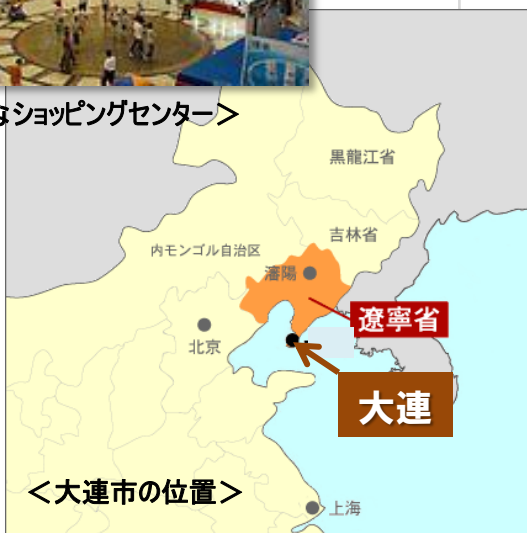 なショッピングセンター＞
黒龍江省
吉林省
内モンゴル自治区
瀋陽
遼寧省
北京
大連
＜大連市の位置＞
上海